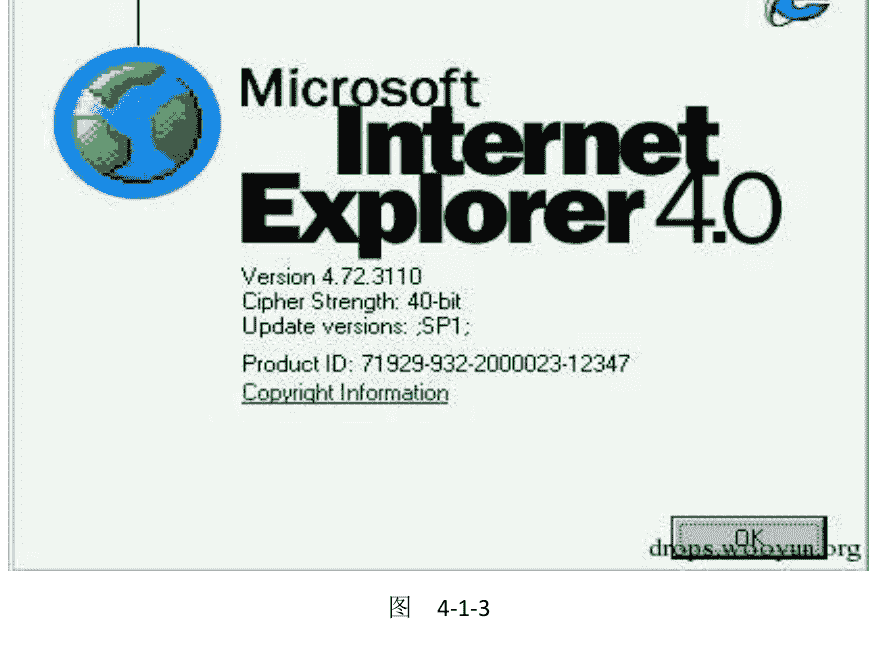 Microsoft
Internet
Explorer 4.0
Version 4.72.3110
Cipher Strength: 40-bit
Update versions: ;SP1;
Product ID: 71929-932-2000023-12347
Copyright Information
OK
drops.wooyun.org
图 4-1-3